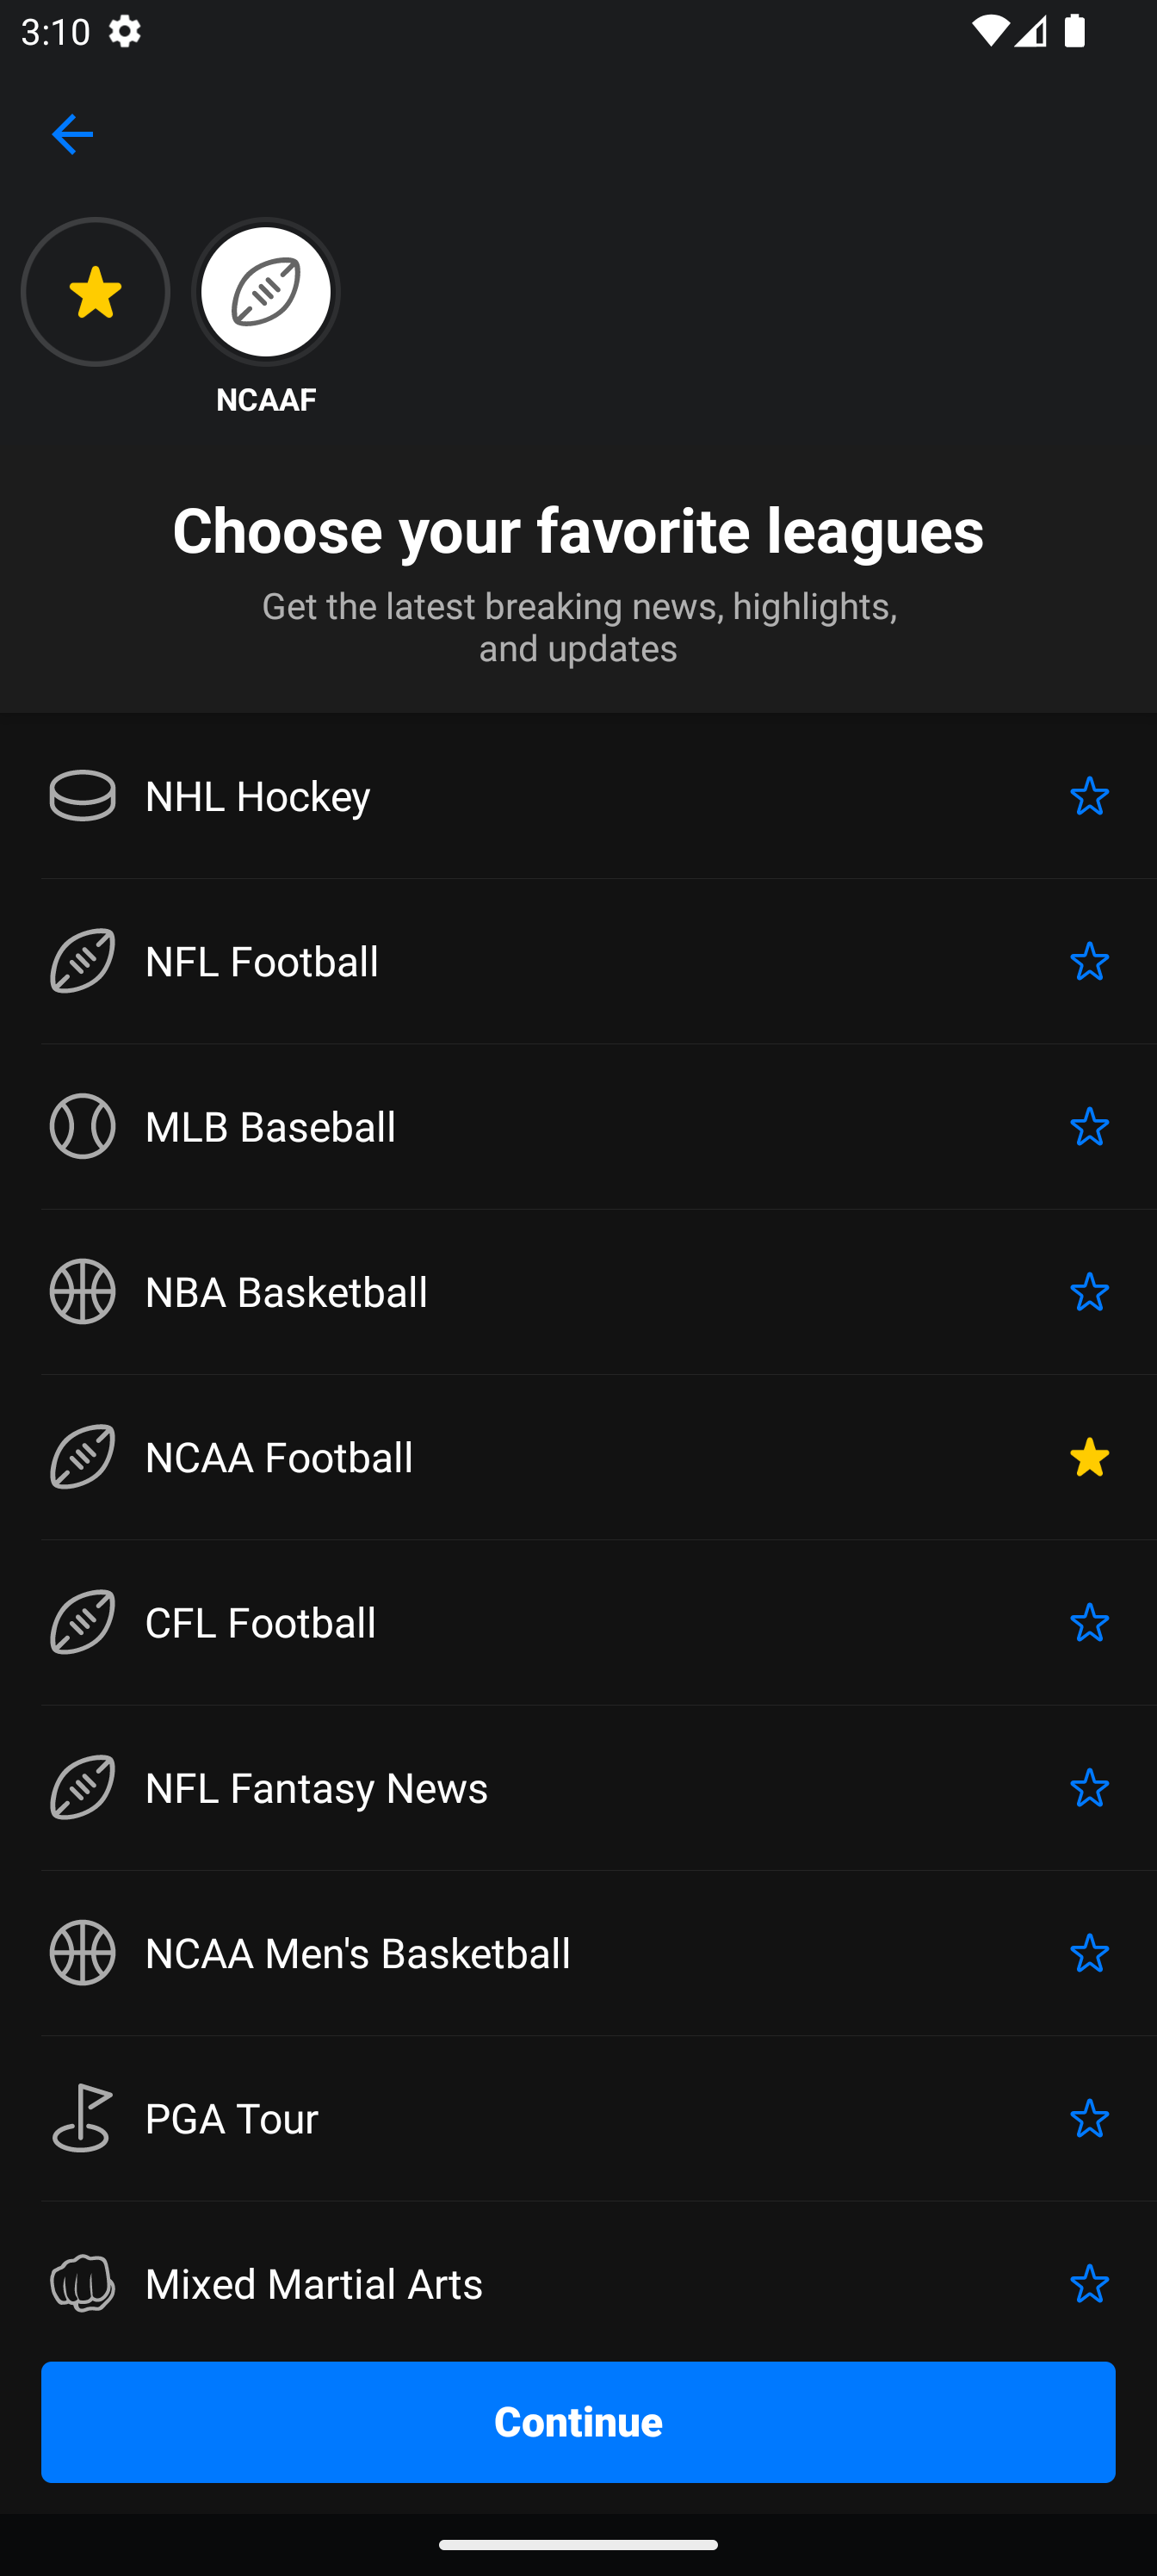 3:10
NCAAF
Choose your favorite leagues
Get the latest breaking news, highlights,
and updates
NHL Hockey
NFL Football
MLB Baseball
NBA Basketball
NCAA Football
CFL Football
NFL Fantasy News
NCAA Men's Basketball
PGA Tour
Mixed Martial Arts
Continue